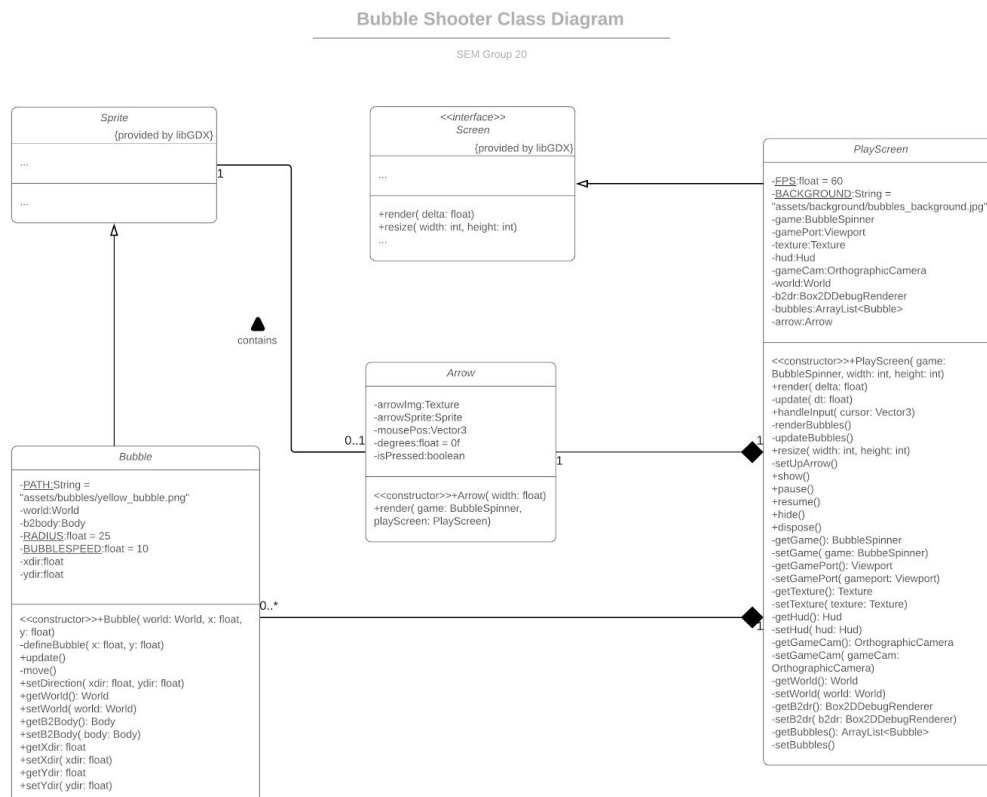 Bubble Shooter Class Diagram
SEM Group 20
Sprite
{provided by libGDX}
...
...
<<interface>>
Screen
{provided by libGDX}
...
+render( delta: float)
+resize( width: int, height: int)
...
PlayScreen
-FPS:float = 60
-BACKGROUND:String =
"assets/background/bubbles_background.jpg"
-game:BubbleSpinner
-gamePort:Viewport
-texture:Texture
-hud:Hud
-gameCam:OrthographicCamera
-world:World
-b2dr:Box2DDebugRenderer
-bubbles:ArrayList<Bubble>
-arrow:Arrow
<<constructor>>+PlayScreen( game:
BubbleSpinner, width: int, height: int)
+render( delta: float)
-update( dt: float)
+handleInput( cursor: Vector3)
-renderBubbles()
-updateBubbles()
+resize( width: int, height: int)
-setUpArrow()
+show()
+pause()
+resume()
+hide()
+dispose()
-getGame(): BubbleSpinner
-setGame( game: BubbeSpinner)
-getGamePort(): Viewport
-setGamePort( gameport: Viewport)
-getTexture(): Texture
-setTexture( texture: Texture)
-getHud(): Hud
-setHud( hud: Hud)
-getGameCam(): OrthographicCamera
-setGameCam( gameCam:
OrthographicCamera)
-getWorld(): World
-setWorld( world: World)
-getB2dr(): Box2DDebugRenderer
-setB2dr( b2dr: Box2DDebugRenderer)
-getBubbles(): ArrayList<Bubble>
-setBubbles()
1
contains
0..1
Arrow
-arrowImg:Texture
-arrowSprite:Sprite
-mousePos:Vector3
-degrees:float = 0f
-isPressed:boolean
<<constructor>>+Arrow( width: float)
+render( game: BubbleSpinner,
playScreen: PlayScreen)
1
1
Bubble
-PATH:String =
"assets/bubbles/yellow_bubble.png"
-world:World
-b2body:Body
-RADIUS:float = 25
-BUBBLESPEED:float = 10
-xdir:float
-ydir:float
<<constructor>>+Bubble( world: World, x: float,
y: float)
-defineBubble( x: float, y: float)
+update()
-move()
+setDirection( xdir: float, ydir: float)
+getWorld(): World
+setWorld( world: World)
+getB2Body(): Body
+setB2Body( body: Body)
+getXdir: float
+setXdir( xdir: float)
+getYdir: float
+setYdir( ydir: float)
0..*
1